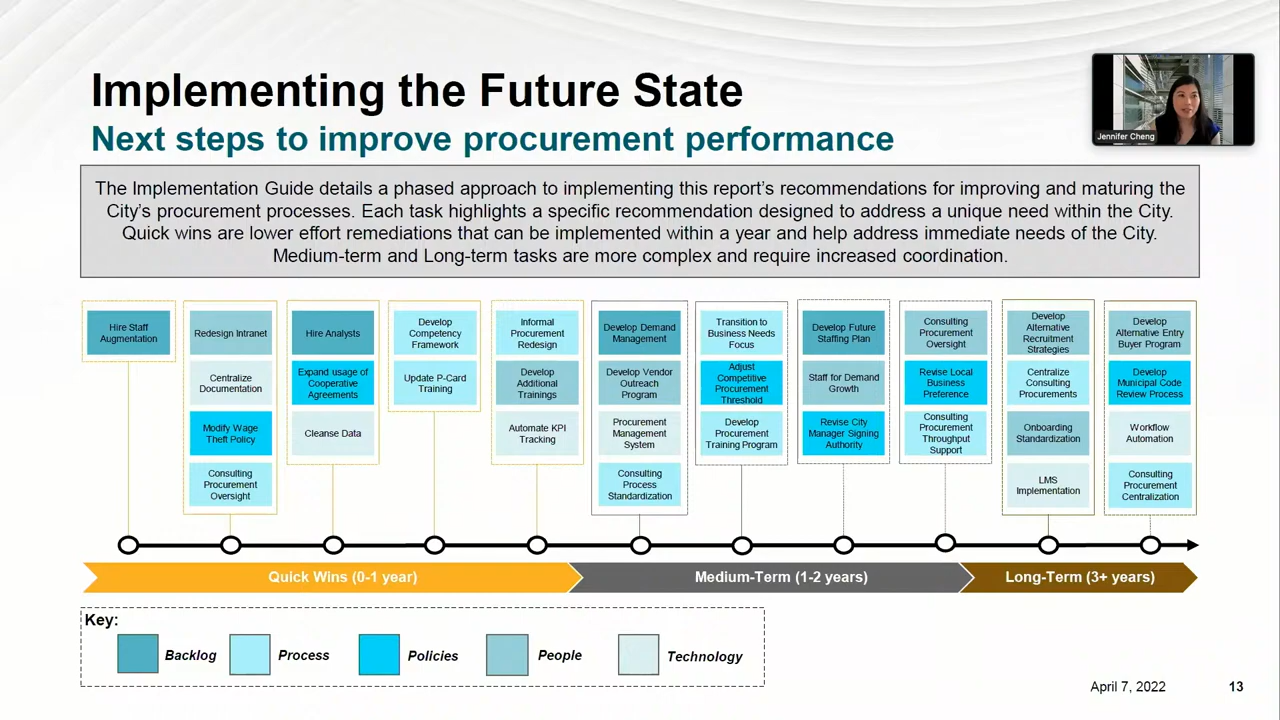 Implementing the Future State
Next steps to improve procurement performance
Jennifer Cheng
The Implementation Guide details a phased approach to implementing this report's recommendations for improving and maturing the
City's procurement processes. Each task highlights a specific recommendation designed to address a unique need within the City.
Quick wins are lower effort remediations that can be implemented within a year and help address immediate needs of the City.
Medium-term and Long-term tasks are more complex and require increased coordination.
Hire Staff
Augmentation
Redesign Intranet
Centralize
Documentation
Modify Wage
Theft Policy
Consulting
Procurement
Oversight
Hire Analysts
Expand usage of
Cooperative
Agreements
Cleanse Data
Develop
Competency
Framework
Update P-Card
Training
Informal
Procurement
Redesign
Develop
Additional
Trainings
Automate KPI
Tracking
Develop Demand
Management
Develop Vendor
Outreach
Program
Procurement
Management
System
Consulting
Process
Standardization
Transition to
Business Needs
Focus
Adjust
Competitive
Procurement
Threshold
Develop
Procurement
Training Program
Develop Future
Staffing Plan
Staff for Demand
Growth
Revise City
Manager Signing
Authority
Consulting
Procurement
Oversight
Revise Local
Business
Preference
Consulting
Procurement
Throughput
Support
Develop
Alternative
Recruitment
Strategies
Centralize
Consulting
Procurements
Onboarding
Standardization
LMS
Implementation
Develop
Alternative Entry
Buyer Program
Develop
Municipal Code
Review Process
Workflow
Automation
Consulting
Procurement
Centralization
Quick Wins (0-1 year)
Medium-Term (1-2 years)
Long-Term (3+ years)
Key:
Backlog
Process
Policies
People
Technology
April 7, 2022
13